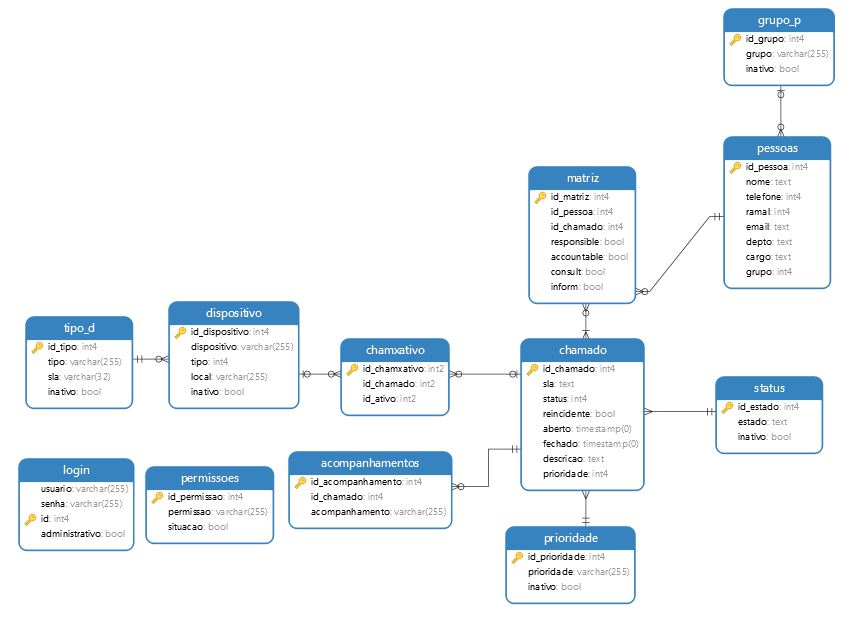 grupo_p
id_grupo: int4
grupo: varchar(255)
inativo: bool
pessoas
id_pessoa: int4
nome: text
telefone: int4
ramal: int4
email: text
depto: text
cargo: text
grupo: int4
matriz
id_matriz: int4
id_pessoa: int4
id_chamado: int4
responsible: bool
accountable: bool
consult: bool
inform: bool
tipo_d
id_tipo: int4
tipo: varchar(255)
sla: varchar(32)
inativo: bool
dispositivo
id_dispositivo: int4
dispositivo: varchar(255)
tipo: int4
local: varchar(255)
inativo: bool
chamxativo
id_chamxativo: int2
id_chamado: int2
id_ativo: int2
chamado
id_chamado: int4
sla: text
status: int4
reincidente: bool
aberto: timestamp(0)
fechado: timestamp(0)
descricao: text
prioridade: int4
status
id_estado: int4
estado: text
inativo: bool
login
usuario: varchar(255)
senha: varchar(255)
id: int4
administrativo: bool
permissoes
id_permissao: int4
permissao: varchar(255)
situacao: bool
acompanhamentos
id_acompanhamento: int4
id_chamado: int4
acompanhamento: varchar(255)
prioridade
id_prioridade: int4
prioridade: varchar(255)
inativo: bool